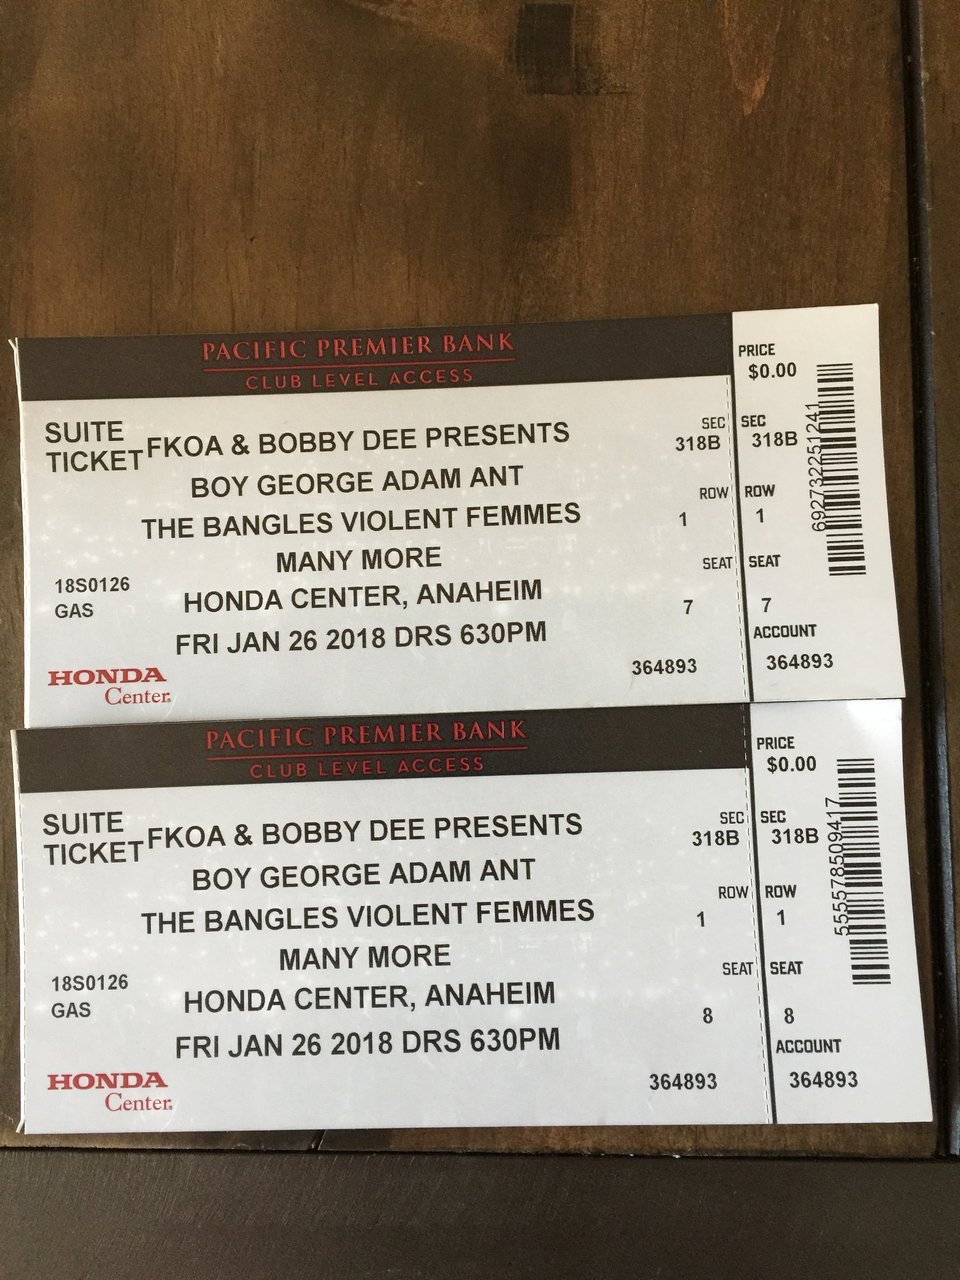 PACIFIC PREMIER BANK
CLUB LEVEL ACCESS
SUITE
TICKET
FKOA & BOBBY DEE PRESENTS
BOY GEORGE ADAM ANT
THE BANGLES VIOLENT FEMMES
MANY MORE
HONDA CENTER, ANAHEIM
FRI JAN 26 2018 DRS 630PM
18S0126
GAS
HONDA
Center
SEC
318B
ROW
1
SEAT
7
364893
PRICE
$0.00
SEC
318B
ROW
1
SEAT
7
ACCOUNT
364893
692732251241
PACIFIC PREMIER BANK
CLUB LEVEL ACCESS
SUITE
TICKET
FKOA & BOBBY DEE PRESENTS
BOY GEORGE ADAM ANT
THE BANGLES VIOLENT FEMMES
MANY MORE
HONDA CENTER, ANAHEIM
FRI JAN 26 2018 DRS 630PM
18S0126
GAS
HONDA
Center
SEC
318B
ROW
1
SEAT
8
364893
PRICE
$0.00
SEC
318B
ROW
1
SEAT
8
ACCOUNT
364893
555578509417